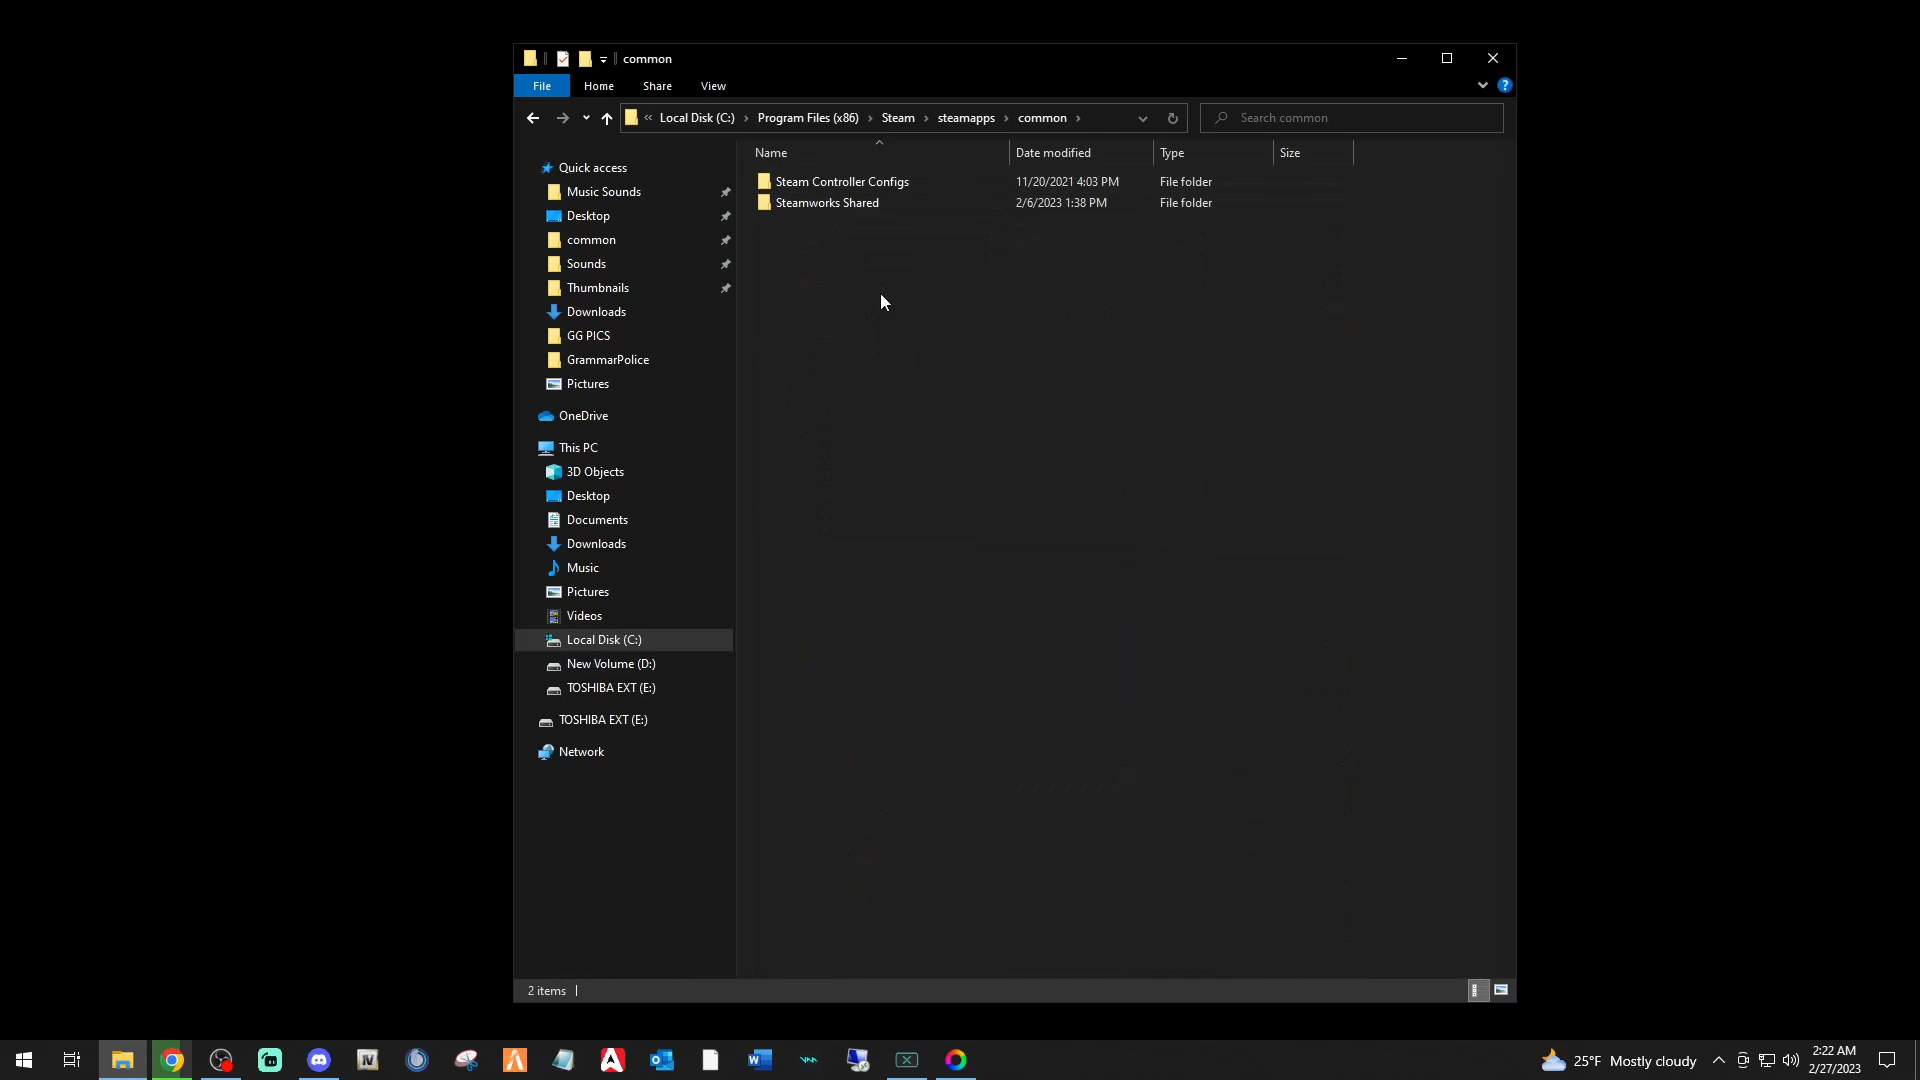 common
File Home Share View
« Local Disk (C:) › Program Files (x86) › Steam › steamapps › common ›
Search common
Name Date modified Type Size
Steam Controller Configs 11/20/2021 4:03 PM File folder
Steamworks Shared 2/6/2023 1:38 PM File folder
Quick access
Music Sounds
Desktop
common
Sounds
Thumbnails
Downloads
GG PICS
GrammarPolice
Pictures
OneDrive
This PC
3D Objects
Desktop
Documents
Downloads
Music
Pictures
Videos
Local Disk (C:)
New Volume (D:)
TOSHIBA EXT (E:)
TOSHIBA EXT (E:)
Network
2 items
IV
25°F Mostly cloudy
2:22 AM
2/27/2023